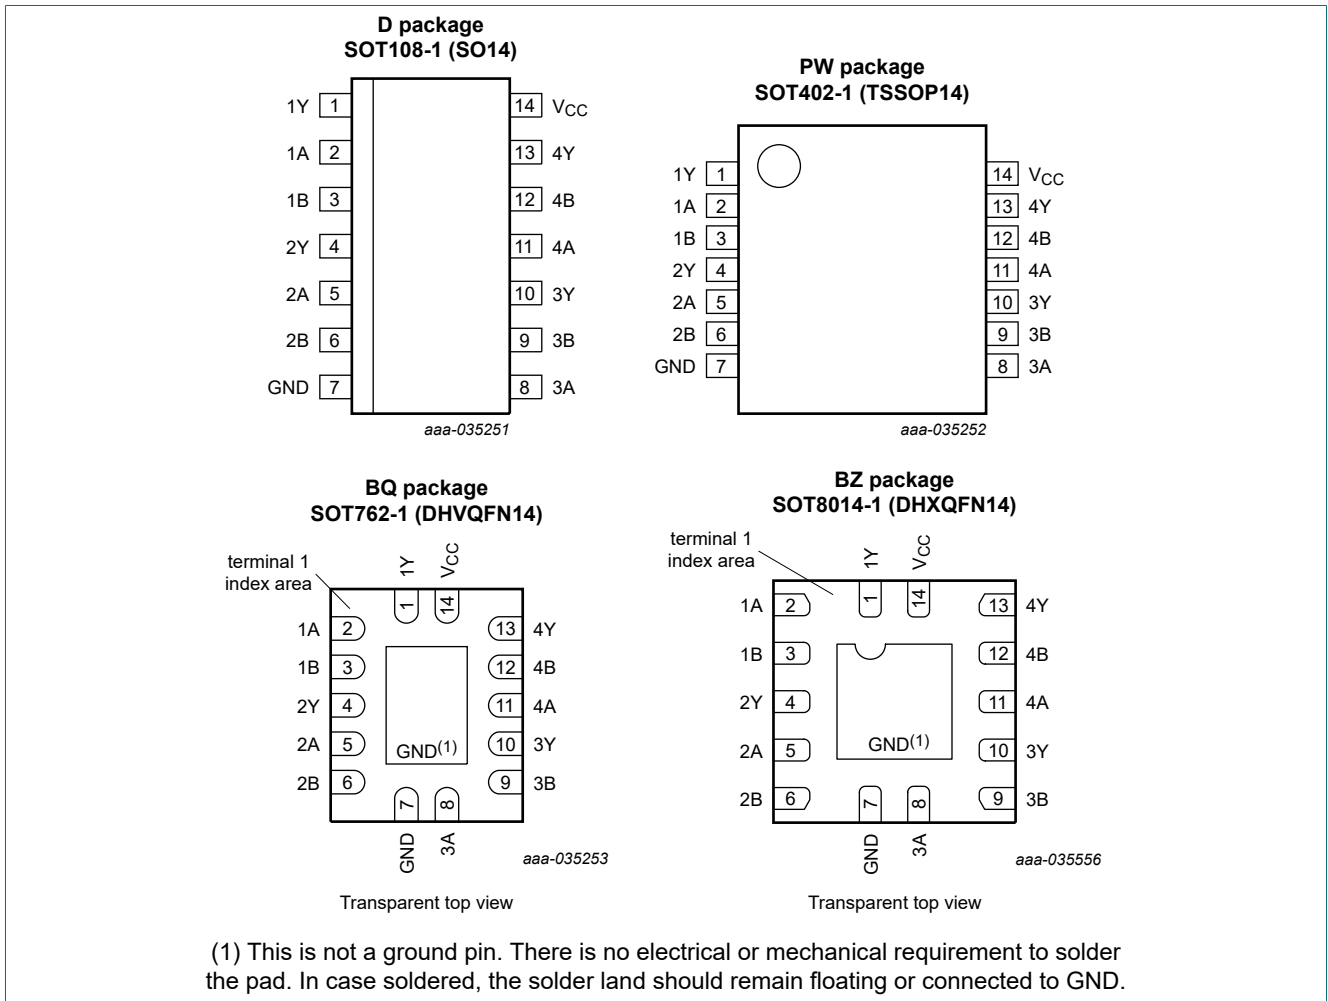 D package
SOT108-1 (SO14)
1Y 1 14 VCC
1A 2 13 4Y
1B 3 12 4B
2Y 4 11 4A
2A 5 10 3Y
2B 6 9 3B
GND 7 8 3A
aaa-035251
PW package
SOT402-1 (TSSOP14)
1Y 1 14 VCC
1A 2 13 4Y
1B 3 12 4B
2Y 4 11 4A
2A 5 10 3Y
2B 6 9 3B
GND 7 8 3A
aaa-035252
BQ package
SOT762-1 (DHVQFN14)
terminal 1
index area
1Y VCC
1 14
1A 2 13 4Y
1B 3 12 4B
2Y 4 11 4A
2A 5 10 3Y
GND(1)
2B 6 9 3B
7 8
GND 3A
aaa-035253
Transparent top view
BZ package
SOT8014-1 (DHXQFN14)
terminal 1
index area
1Y VCC
1 14
1A 2 13 4Y
1B 3 12 4B
2Y 4 11 4A
GND(1)
2A 5 10 3Y
2B 6 9 3B
7 8
GND 3A
aaa-035556
Transparent top view
(1) This is not a ground pin. There is no electrical or mechanical requirement to solder
the pad. In case soldered, the solder land should remain floating or connected to GND.